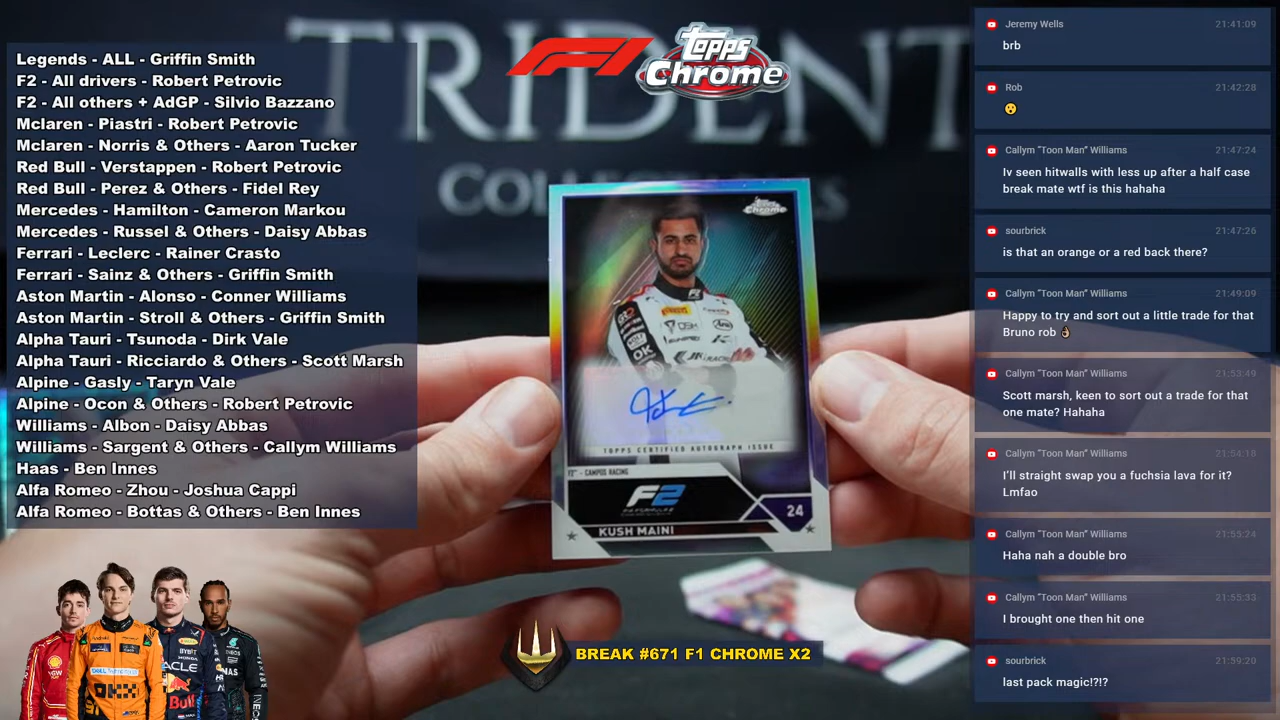 TRIDENT
Legends - ALL - Griffin Smith
F2 - All drivers - Robert Petrovic
F2 - All others + AdGP - Silvio Bazzano
Mclaren - Piastri - Robert Petrovic
Mclaren - Norris & Others - Aaron Tucker
Red Bull - Verstappen - Robert Petrovic
Red Bull - Perez & Others - Fidel Rey
Mercedes - Hamilton - Cameron Markou
Mercedes - Russel & Others - Daisy Abbas
Ferrari - Leclerc - Rainer Crasto
Ferrari - Sainz & Others - Griffin Smith
Aston Martin - Alonso - Conner Williams
Aston Martin - Stroll & Others - Griffin Smith
Alpha Tauri - Tsunoda - Dirk Vale
Alpha Tauri - Ricciardo & Others - Scott Marsh
Alpine - Gasly - Taryn Vale
Alpine - Ocon & Others - Robert Petrovic
Williams - Albon - Daisy Abbas
Williams - Sargent & Others - Callym Williams
Haas - Ben Innes
Alfa Romeo - Zhou - Joshua Cappi
Alfa Romeo - Bottas & Others - Ben Innes
F1
Topps
Chrome
Topps
Chrome
PIRELLI
OK
TOPPS CERTIFIED AUTOGRAPH ISSUE
F2™ - CAMPOS RACING
F2
24
KUSH MAINI
BREAK #671 F1 CHROME X2
Jeremy Wells 21:41:09
brb
Rob 21:42:28
😮
Callym "Toon Man" Williams 21:47:24
Iv seen hitwalls with less up after a half case
break mate wtf is this hahaha
sourbrick 21:47:26
is that an orange or a red back there?
Callym "Toon Man" Williams 21:49:09
Happy to try and sort out a little trade for that
Bruno rob 👌🏽
Callym "Toon Man" Williams 21:53:49
Scott marsh, keen to sort out a trade for that
one mate? Hahaha
Callym "Toon Man" Williams 21:54:18
I'll straight swap you a fuchsia lava for it?
Lmfao
Callym "Toon Man" Williams 21:55:24
Haha nah a double bro
Callym "Toon Man" Williams 21:55:33
I brought one then hit one
sourbrick 21:59:20
last pack magic!?!?